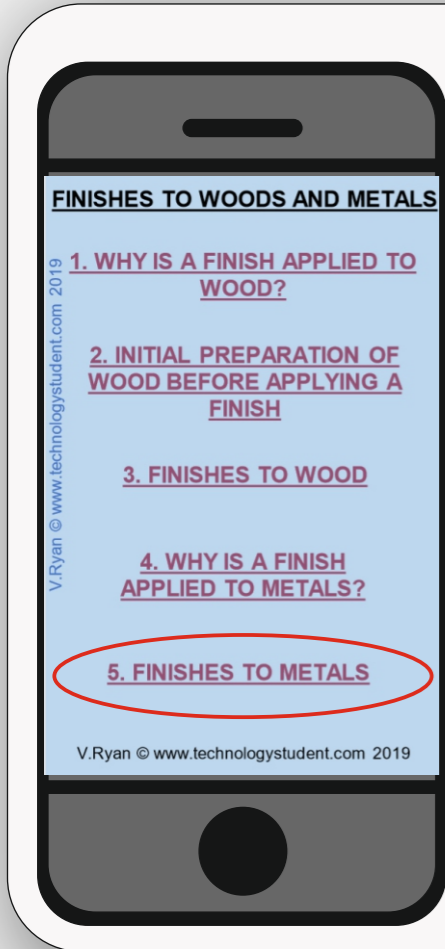 FINISHES TO WOODS AND METALS
V.Ryan © www.technologystudent.com 2019
1. WHY IS A FINISH APPLIED TO
WOOD?
2. INITIAL PREPARATION OF
WOOD BEFORE APPLYING A
FINISH
3. FINISHES TO WOOD
4. WHY IS A FINISH
APPLIED TO METALS?
5. FINISHES TO METALS
V.Ryan © www.technologystudent.com 2019